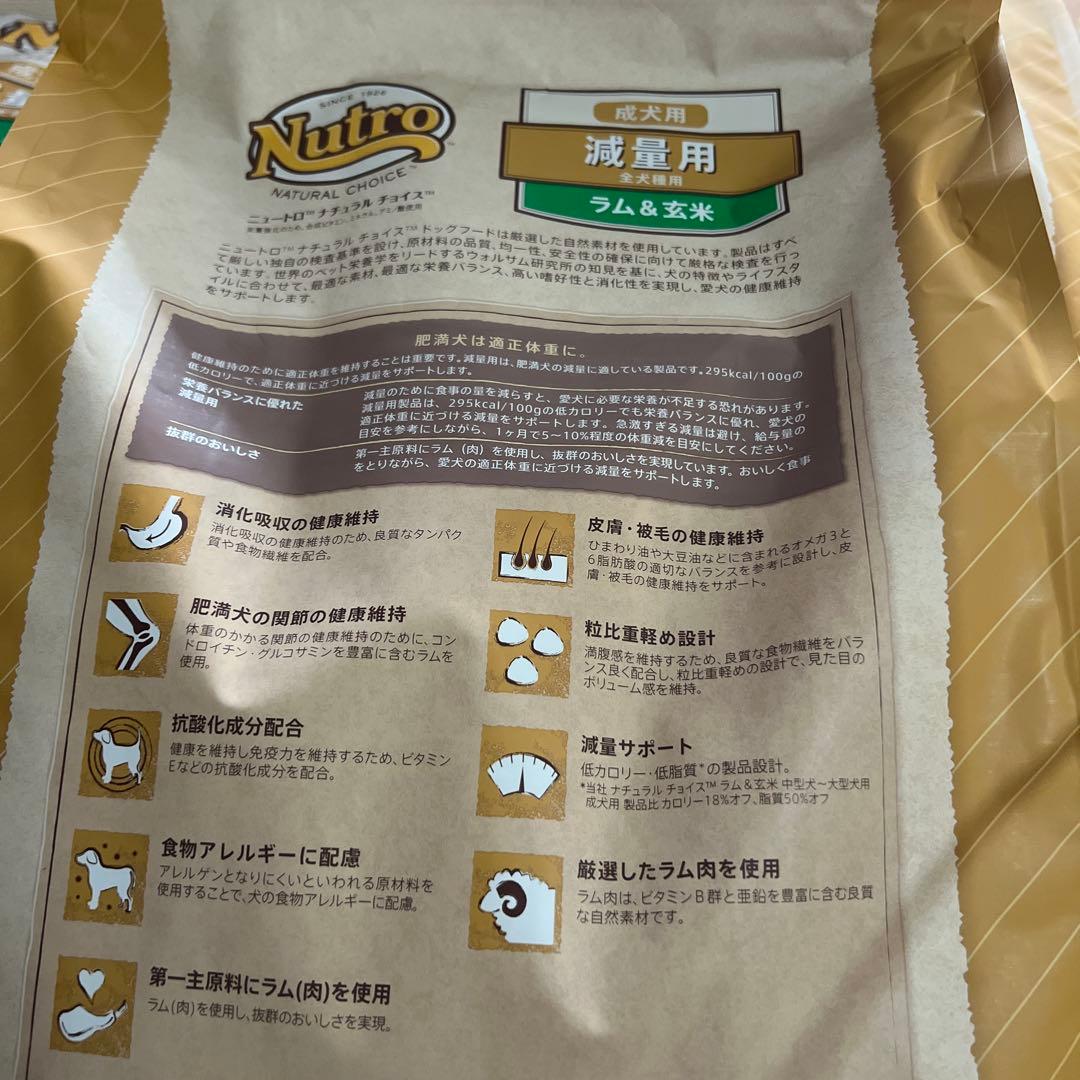 SINCE 1926
Nutro
NATURAL CHOICE™
ニュートロ™ ナチュラル チョイス™
栄養強化のため、合成ビタミン、ミネラル、アミノ酸使用
成犬用
減量用
全犬種用
ラム＆玄米
ニュートロ™ ナチュラル チョイス™ ドッグフードは厳選した自然素材を使用しています。製品はすべ
て厳しい独自の検査基準を設け、原材料の品質、均一性、安全性の確保に向けて厳格な検査を行っ
ています。世界のペット栄養学をリードするウォルサム研究所の知見を基に、犬の特徴やライフスタ
イルに合わせて、最適な素材、最適な栄養バランス、高い嗜好性と消化性を実現し、愛犬の健康維持
をサポートします。
肥満犬は適正体重に。
健康維持のために適正体重を維持することは重要です。減量用は、肥満犬の減量に適している製品です。295kcal/100gの
低カロリーで、適正体重に近づける減量をサポートします。
栄養バランスに優れた
減量用
減量のために食事の量を減らすと、愛犬に必要な栄養が不足する恐れがあります。
減量用製品は、295kcal/100gの低カロリーでも栄養バランスに優れ、愛犬の
適正体重に近づける減量をサポートします。急激すぎる減量は避け、給与量の
目安を参考にしながら、1ヶ月で5〜10%程度の体重減を目安にしてください。
抜群のおいしさ
第一主原料にラム（肉）を使用し、抜群のおいしさを実現しています。おいしく食事
をとりながら、愛犬の適正体重に近づける減量をサポートします。
消化吸収の健康維持
消化吸収の健康維持のため、良質なタンパク
質や食物繊維を配合。
肥満犬の関節の健康維持
体重のかかる関節の健康維持のために、コン
ドロイチン・グルコサミンを豊富に含むラムを
使用。
抗酸化成分配合
健康を維持し免疫力を維持するため、ビタミン
Eなどの抗酸化成分を配合。
食物アレルギーに配慮
アレルゲンとなりにくいといわれる原材料を
使用することで、犬の食物アレルギーに配慮。
第一主原料にラム(肉)を使用
ラム(肉)を使用し、抜群のおいしさを実現。
皮膚・被毛の健康維持
ひまわり油や大豆油などに含まれるオメガ3と
6脂肪酸の適切なバランスを参考に設計し、皮
膚・被毛の健康維持をサポート。
粒比重軽め設計
満腹感を維持するため、良質な食物繊維をバラ
ンス良く配合し、粒比重軽めの設計で、見た目の
ボリューム感を維持。
減量サポート
低カロリー・低脂質*の製品設計。
*当社 ナチュラル チョイス™ ラム＆玄米 中型犬〜大型犬用
成犬用 製品比 カロリー18%オフ、脂質50%オフ
厳選したラム肉を使用
ラム肉は、ビタミンB群と亜鉛を豊富に含む良質
な自然素材です。